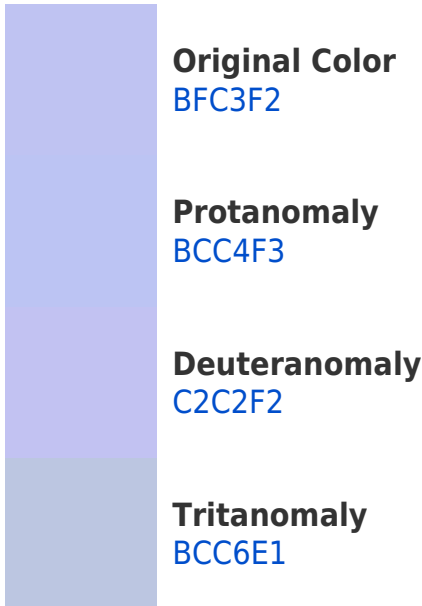 Original Color
BFC3F2
Protanomaly
BCC4F3
Deuteranomaly
C2C2F2
Tritanomaly
BCC6E1